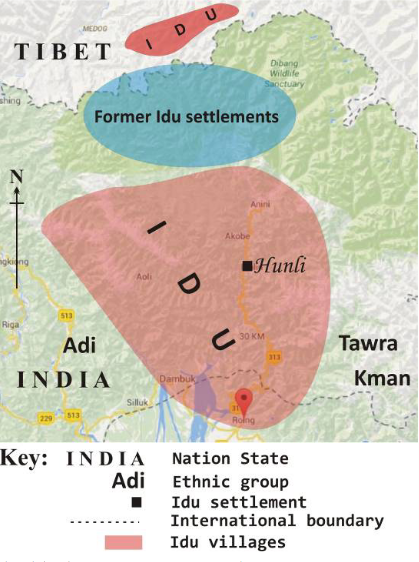 MEDOG
I D U
TIBET
Dibang
Wildlife
Sanctuary
shing
Former Idu settlements
N
Anini
I
Akobe
Hunli
ngkiong
Aoli
D
513
Riga
U
30 KM
Adi
Tawra
313
INDIA
Dambuk
Kman
Silluk
229
513
31
Roing
Key: INDIA Nation State
Adi Ethnic group
Idu settlement
International boundary
Idu villages